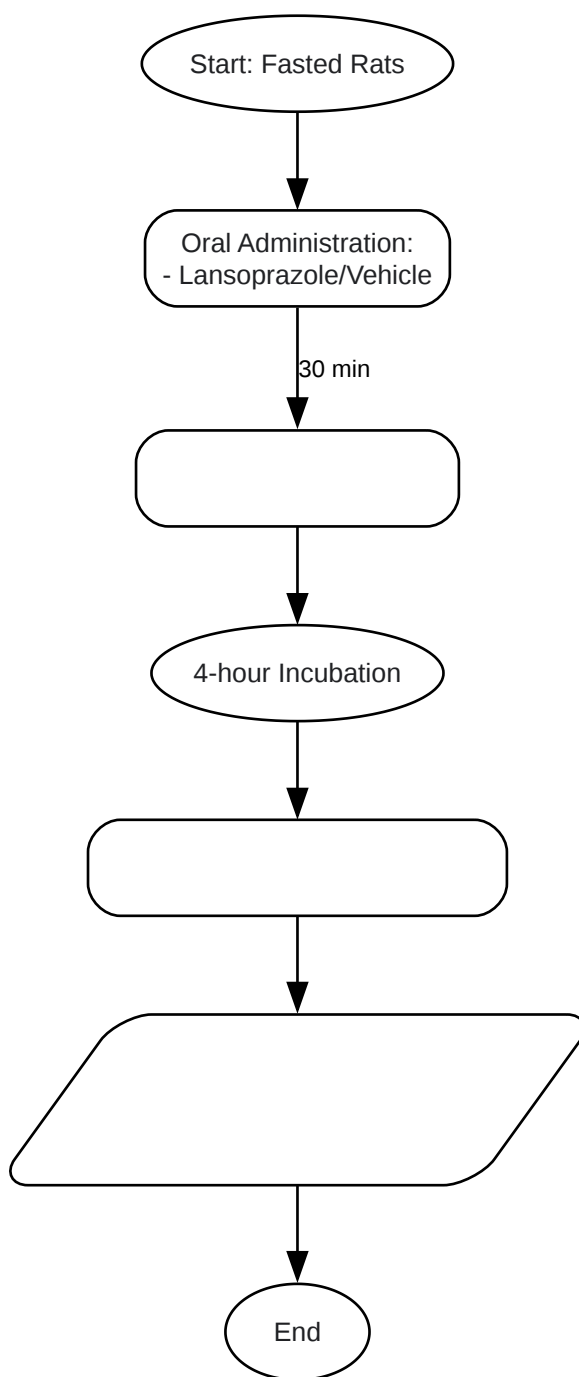 Start: Fasted Rats
Oral Administration:
- Lansoprazole/Vehicle
30 min
4-hour Incubation
End